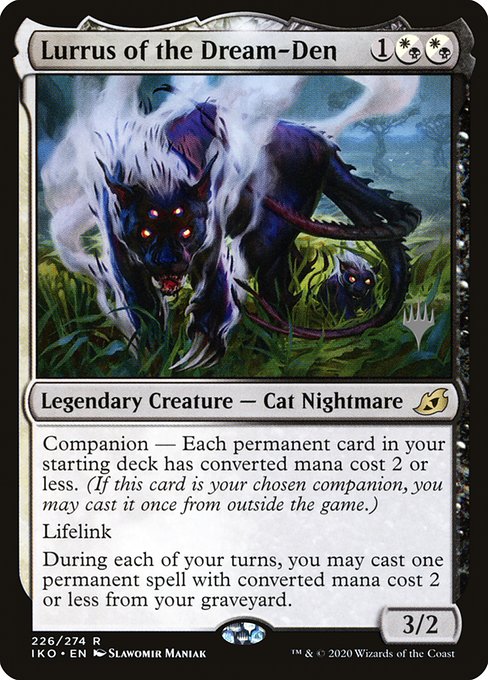 Lurrus of the Dream-Den 1
Legendary Creature — Cat Nightmare
Companion — Each permanent card in your
starting deck has converted mana cost 2 or
less. (If this card is your chosen companion, you
may cast it once from outside the game.)
Lifelink
During each of your turns, you may cast one
permanent spell with converted mana cost 2
or less from your graveyard.
3/2
226/274 R
IKO • EN Slawomir Maniak ™ & © 2020 Wizards of the Coast